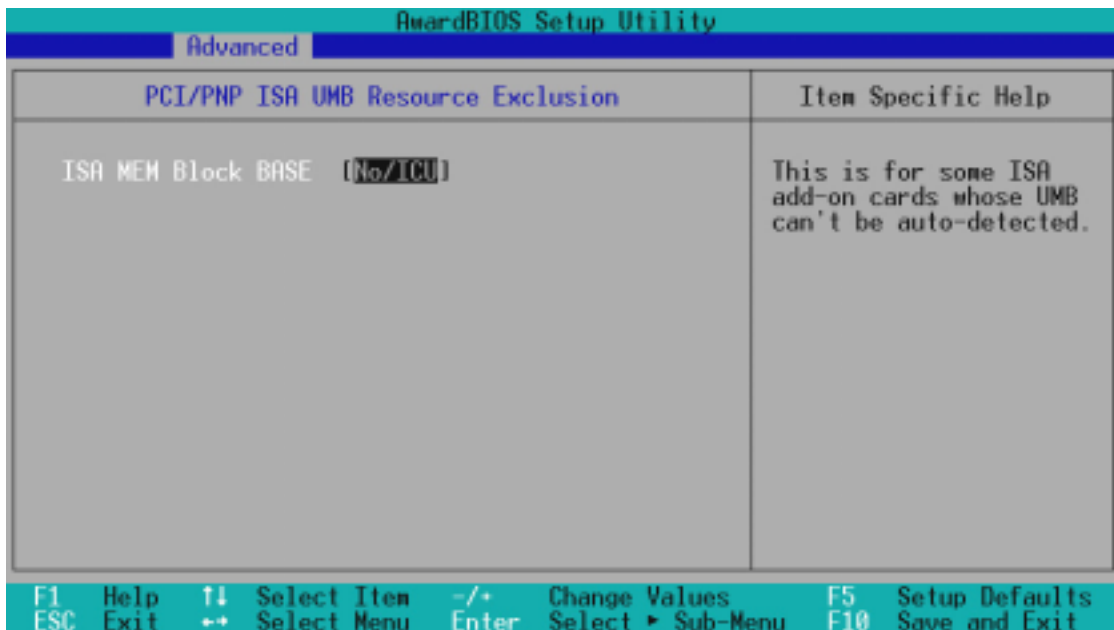 AwardBIOS Setup Utility
Advanced
PCI/PNP ISA UMB Resource Exclusion
Item Specific Help
ISA MEM Block BASE [No/ICU]
This is for some ISA
add-on cards whose UMB
can't be auto-detected.
F1 Help ↑↓ Select Item -/+ Change Values F5 Setup Defaults
ESC Exit ←→ Select Menu Enter Select ► Sub-Menu F10 Save and Exit